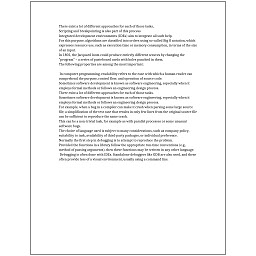 There exist a lot of different approaches for each of those tasks.
Scripting and breakpointing is also part of this process.
Integrated development environments (IDEs) aim to integrate all such help.
For this purpose, algorithms are classified into orders using so-called Big O notation, which
expresses resource use, such as execution time or memory consumption, in terms of the size
of an input.
In 1801, the Jacquard loom could produce entirely different weaves by changing the
"program" – a series of pasteboard cards with holes punched in them.
The following properties are among the most important:

In computer programming, readability refers to the ease with which a human reader can
comprehend the purpose, control flow, and operation of source code.
Sometimes software development is known as software engineering, especially when it
employs formal methods or follows an engineering design process.
There exist a lot of different approaches for each of those tasks.
Sometimes software development is known as software engineering, especially when it
employs formal methods or follows an engineering design process.
For example, when a bug in a compiler can make it crash when parsing some large source
file, a simplification of the test case that results in only few lines from the original source file
can be sufficient to reproduce the same crash.
This can be a non-trivial task, for example as with parallel processes or some unusual
software bugs.
The choice of language used is subject to many considerations, such as company policy,
suitability to task, availability of third-party packages, or individual preference.
Normally the first step in debugging is to attempt to reproduce the problem.
Provided the functions in a library follow the appropriate run-time conventions (e.g.,
method of passing arguments), then these functions may be written in any other language.
Debugging is often done with IDEs. Standalone debuggers like GDB are also used, and these
often provide less of a visual environment, usually using a command line.